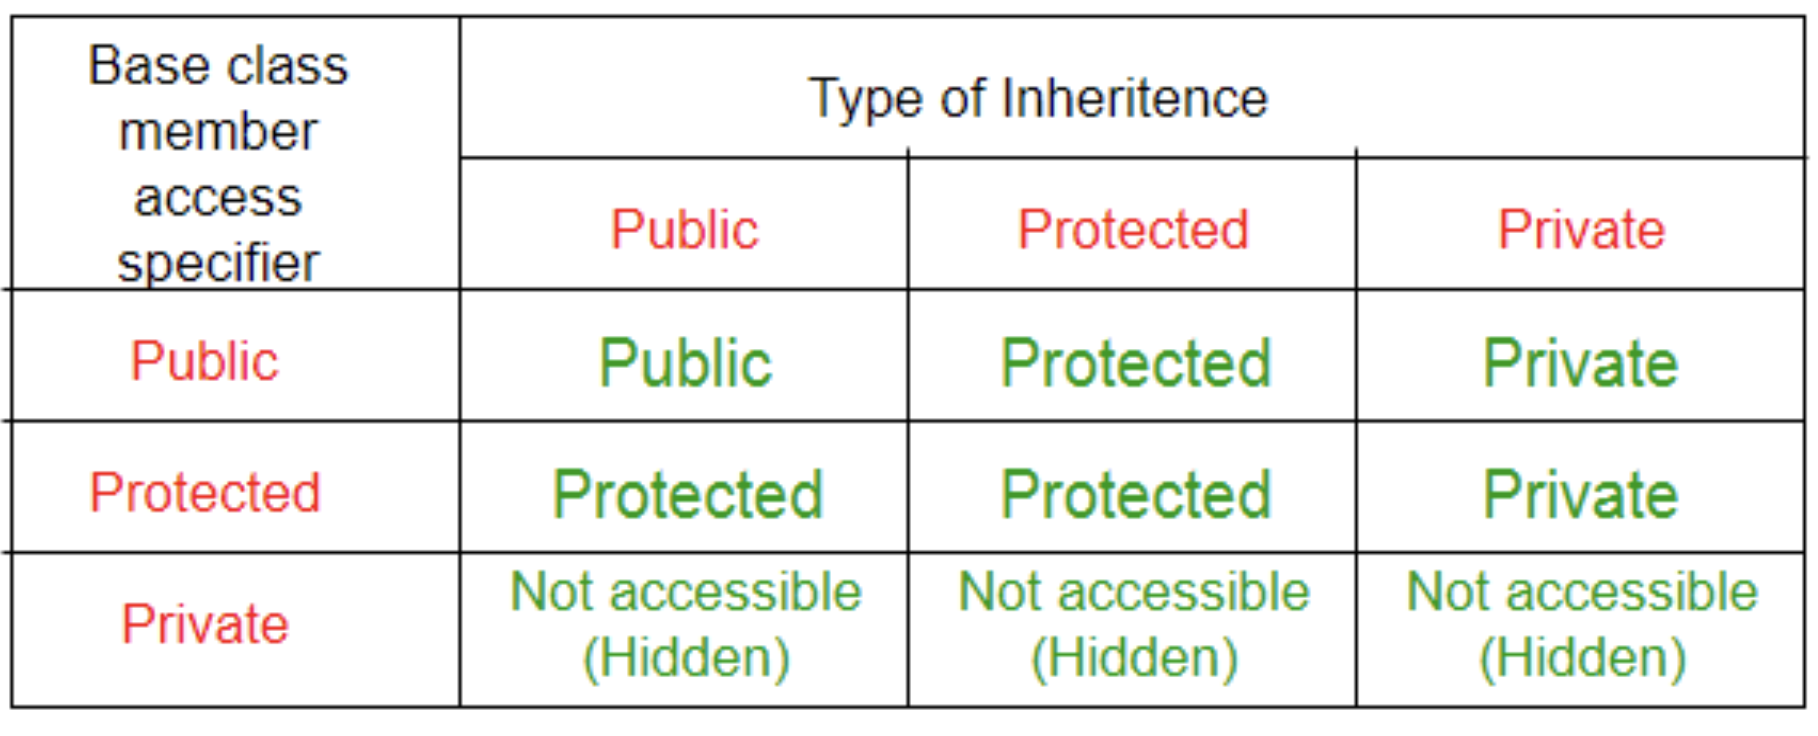 Base class
member
access
specifier
Type of Inheritence
Public
Protected
Private
Public
Public
Protected
Private
Protected
Protected
Protected
Private
Private
Not accessible
(Hidden)
Not accessible
(Hidden)
Not accessible
(Hidden)